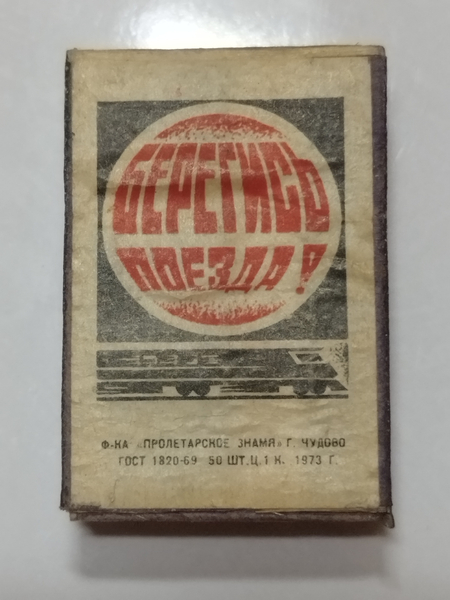 БЕРЕГИСЬ
ПОЕЗДА!
Ф-КА «ПРОЛЕТАРСКОЕ ЗНАМЯ» Г. ЧУДОВО
ГОСТ 1820-69 50 ШТ.Ц.1 К. 1973 Г.